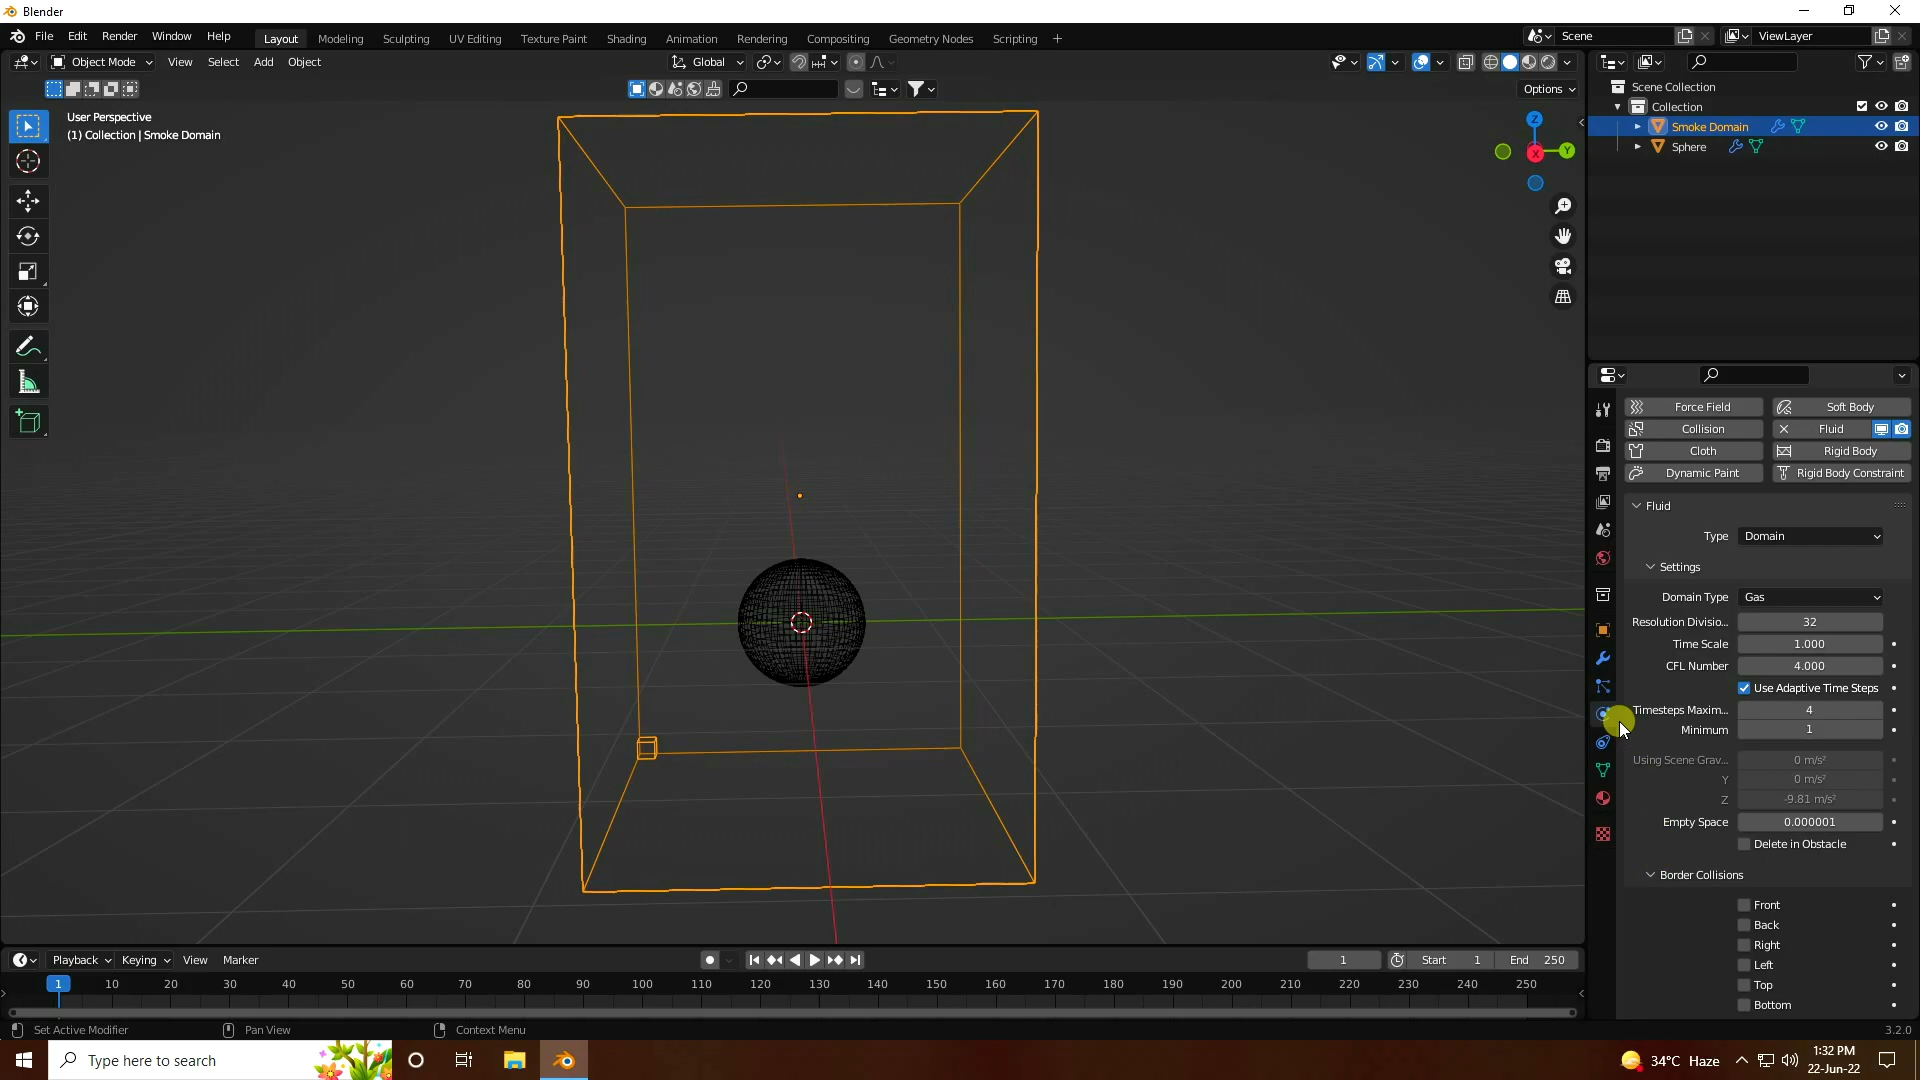 Blender
File Edit Render Window Help Layout Modeling Sculpting UV Editing Texture Paint Shading Animation Rendering Compositing Geometry Nodes Scripting + Scene ViewLayer
Object Mode View Select Add Object Global
Options
User Perspective
(1) Collection | Smoke Domain
Z
Y
X
Scene Collection
Collection
Smoke Domain
Sphere
Force Field Soft Body
Collision Fluid
Cloth Rigid Body
Dynamic Paint Rigid Body Constraint
Fluid
Type Domain
Settings
Domain Type Gas
Resolution Divisio... 32
Time Scale 1.000
CFL Number 4.000
Use Adaptive Time Steps
Timesteps Maxim... 4
Minimum 1
Using Scene Grav... 0 m/s²
Y 0 m/s²
Z -9.81 m/s²
Empty Space 0.000001
Delete in Obstacle
Border Collisions
Front
Back
Right
Left
Top
Bottom
Playback Keying View Marker 1 Start 1 End 250
1 10 20 30 40 50 60 70 80 90 100 110 120 130 140 150 160 170 180 190 200 210 220 230 240 250
Set Active Modifier Pan View Context Menu 3.2.0
Type here to search 34°C Haze 1:32 PM
22-Jun-22